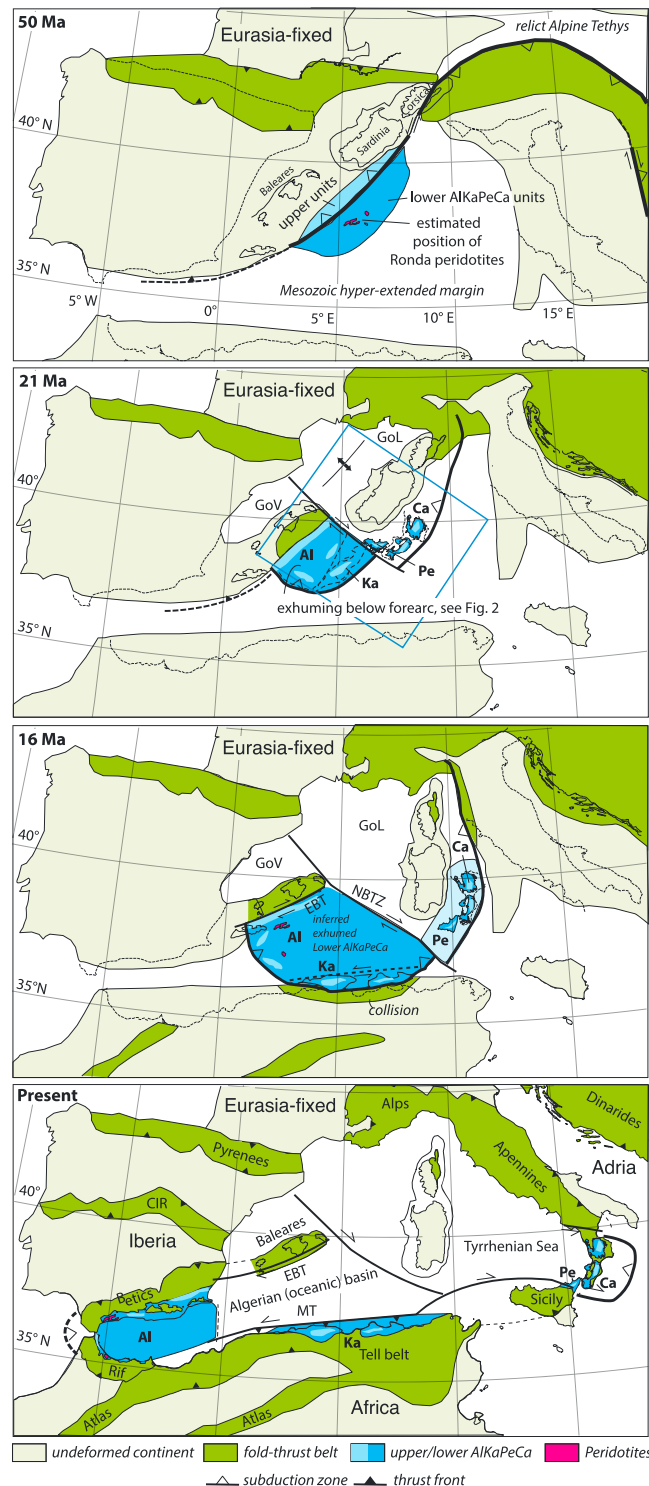 50 Ma
Eurasia-fixed
relict Alpine Tethys
Corsica
Sardinia
40° N
Baleares
upper units
lower AlKaPeCa units
estimated
position of
Ronda peridotites
35° N
Mesozoic hyper-extended margin
5° W
0°
5° E
10° E
15° E
21 Ma
Eurasia-fixed
GoL
40° N
GoV
Ca
Al
Pe
Ka
exhuming below forearc, see Fig. 2
35° N
16 Ma
Eurasia-fixed
GoL
Ca
40° N
GoV
NBTZ
EBT
inferred
exhumed
Lower AlKaPeCa
Al
Pe
Ka
35°N
collision
Present
Eurasia-fixed
Alps
Dinarides
Pyrenees
Apennines
Adria
40°
CIR
Baleares
Iberia
Tyrrhenian Sea
EBT
Algerian (oceanic) basin
Pe
Ca
Betics
MT
Sicily
Al
Ka
35°N
Tell belt
Rif
Atlas
Atlas
Africa
undeformed continent
fold-thrust belt
upper/lower AlKaPeCa
Peridotites
subduction zone
thrust front